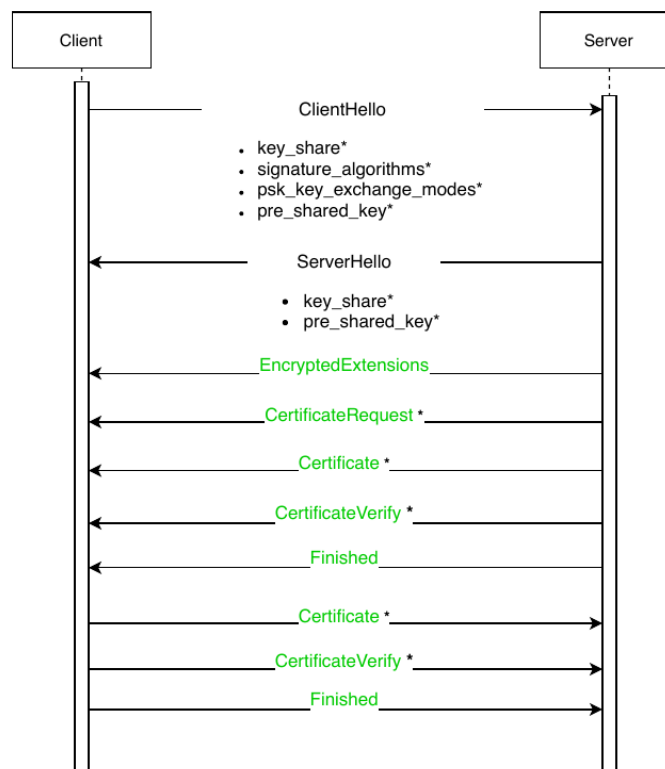 Client
Server
ClientHello
• key_share*
• signature_algorithms*
• psk_key_exchange_modes*
• pre_shared_key*
ServerHello
• key_share*
• pre_shared_key*
EncryptedExtensions
CertificateRequest *
Certificate *
CertificateVerify *
Finished
Certificate *
CertificateVerify *
Finished